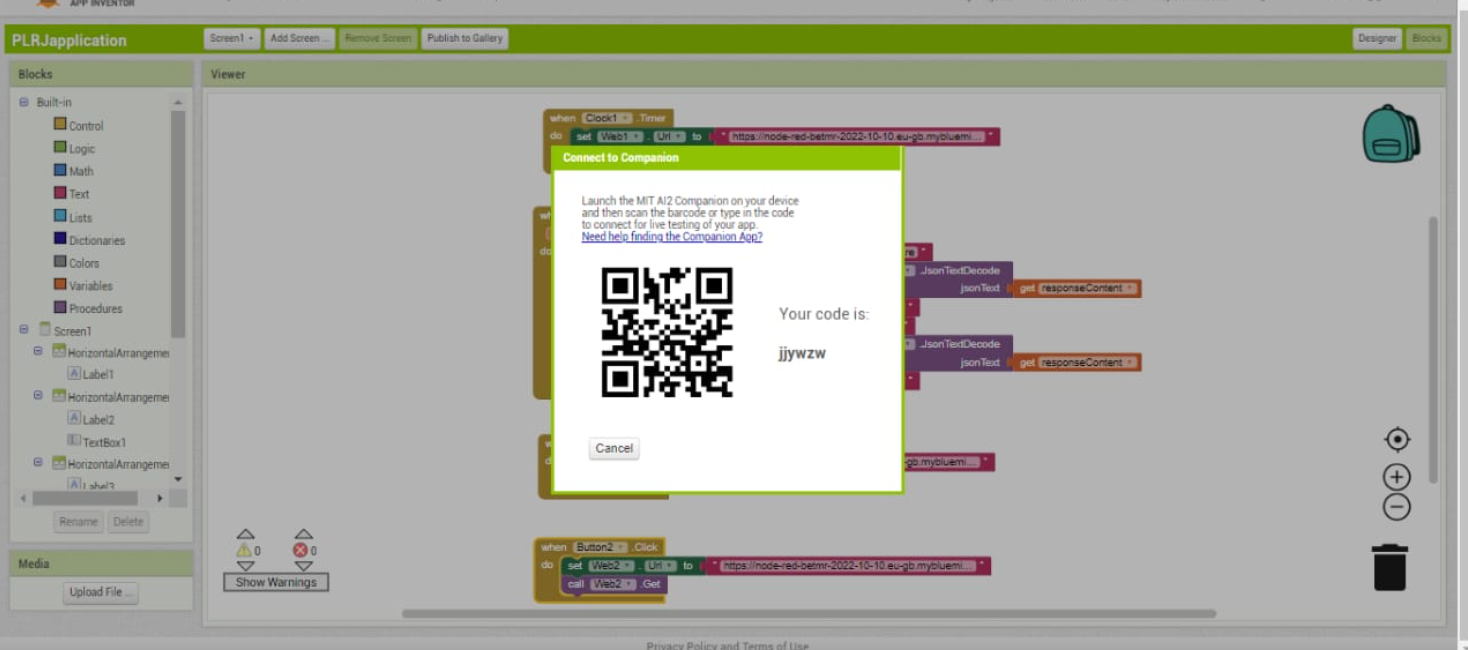 APP INVENTOR
PLRJapplication
Screen1
Add Screen ...
Remove Screen
Publish to Gallery
Designer
Blocks
Blocks
Viewer
Built-in
Control
Logic
Math
Text
Lists
Dictionaries
Colors
Variables
Procedures
Screen1
HorizontalArrangemer
Label1
HorizontalArrangemer
Label2
TextBox1
HorizontalArrangemer
Label3
Rename
Delete
Media
Upload File ...
when Clock1 .Timer
do set Web1 . Url to " https://node-red-betmr-2022-10-10.eu-gb.mybluemi... "
Connect to Companion
Launch the MIT AI2 Companion on your device
and then scan the barcode or type in the code
to connect for live testing of your app.
Need help finding the Companion App?
Your code is:
jjywzw
Cancel
do
.JsonTextDecode
jsonText get responseContent
.JsonTextDecode
jsonText get responseContent
gb.mybluemi... "
when Button2 .Click
do set Web2 . Url to " https://node-red-betmr-2022-10-10.eu-gb.mybluemi... "
call Web2 .Get
0 0
Show Warnings
Privacy Policy and Terms of Use